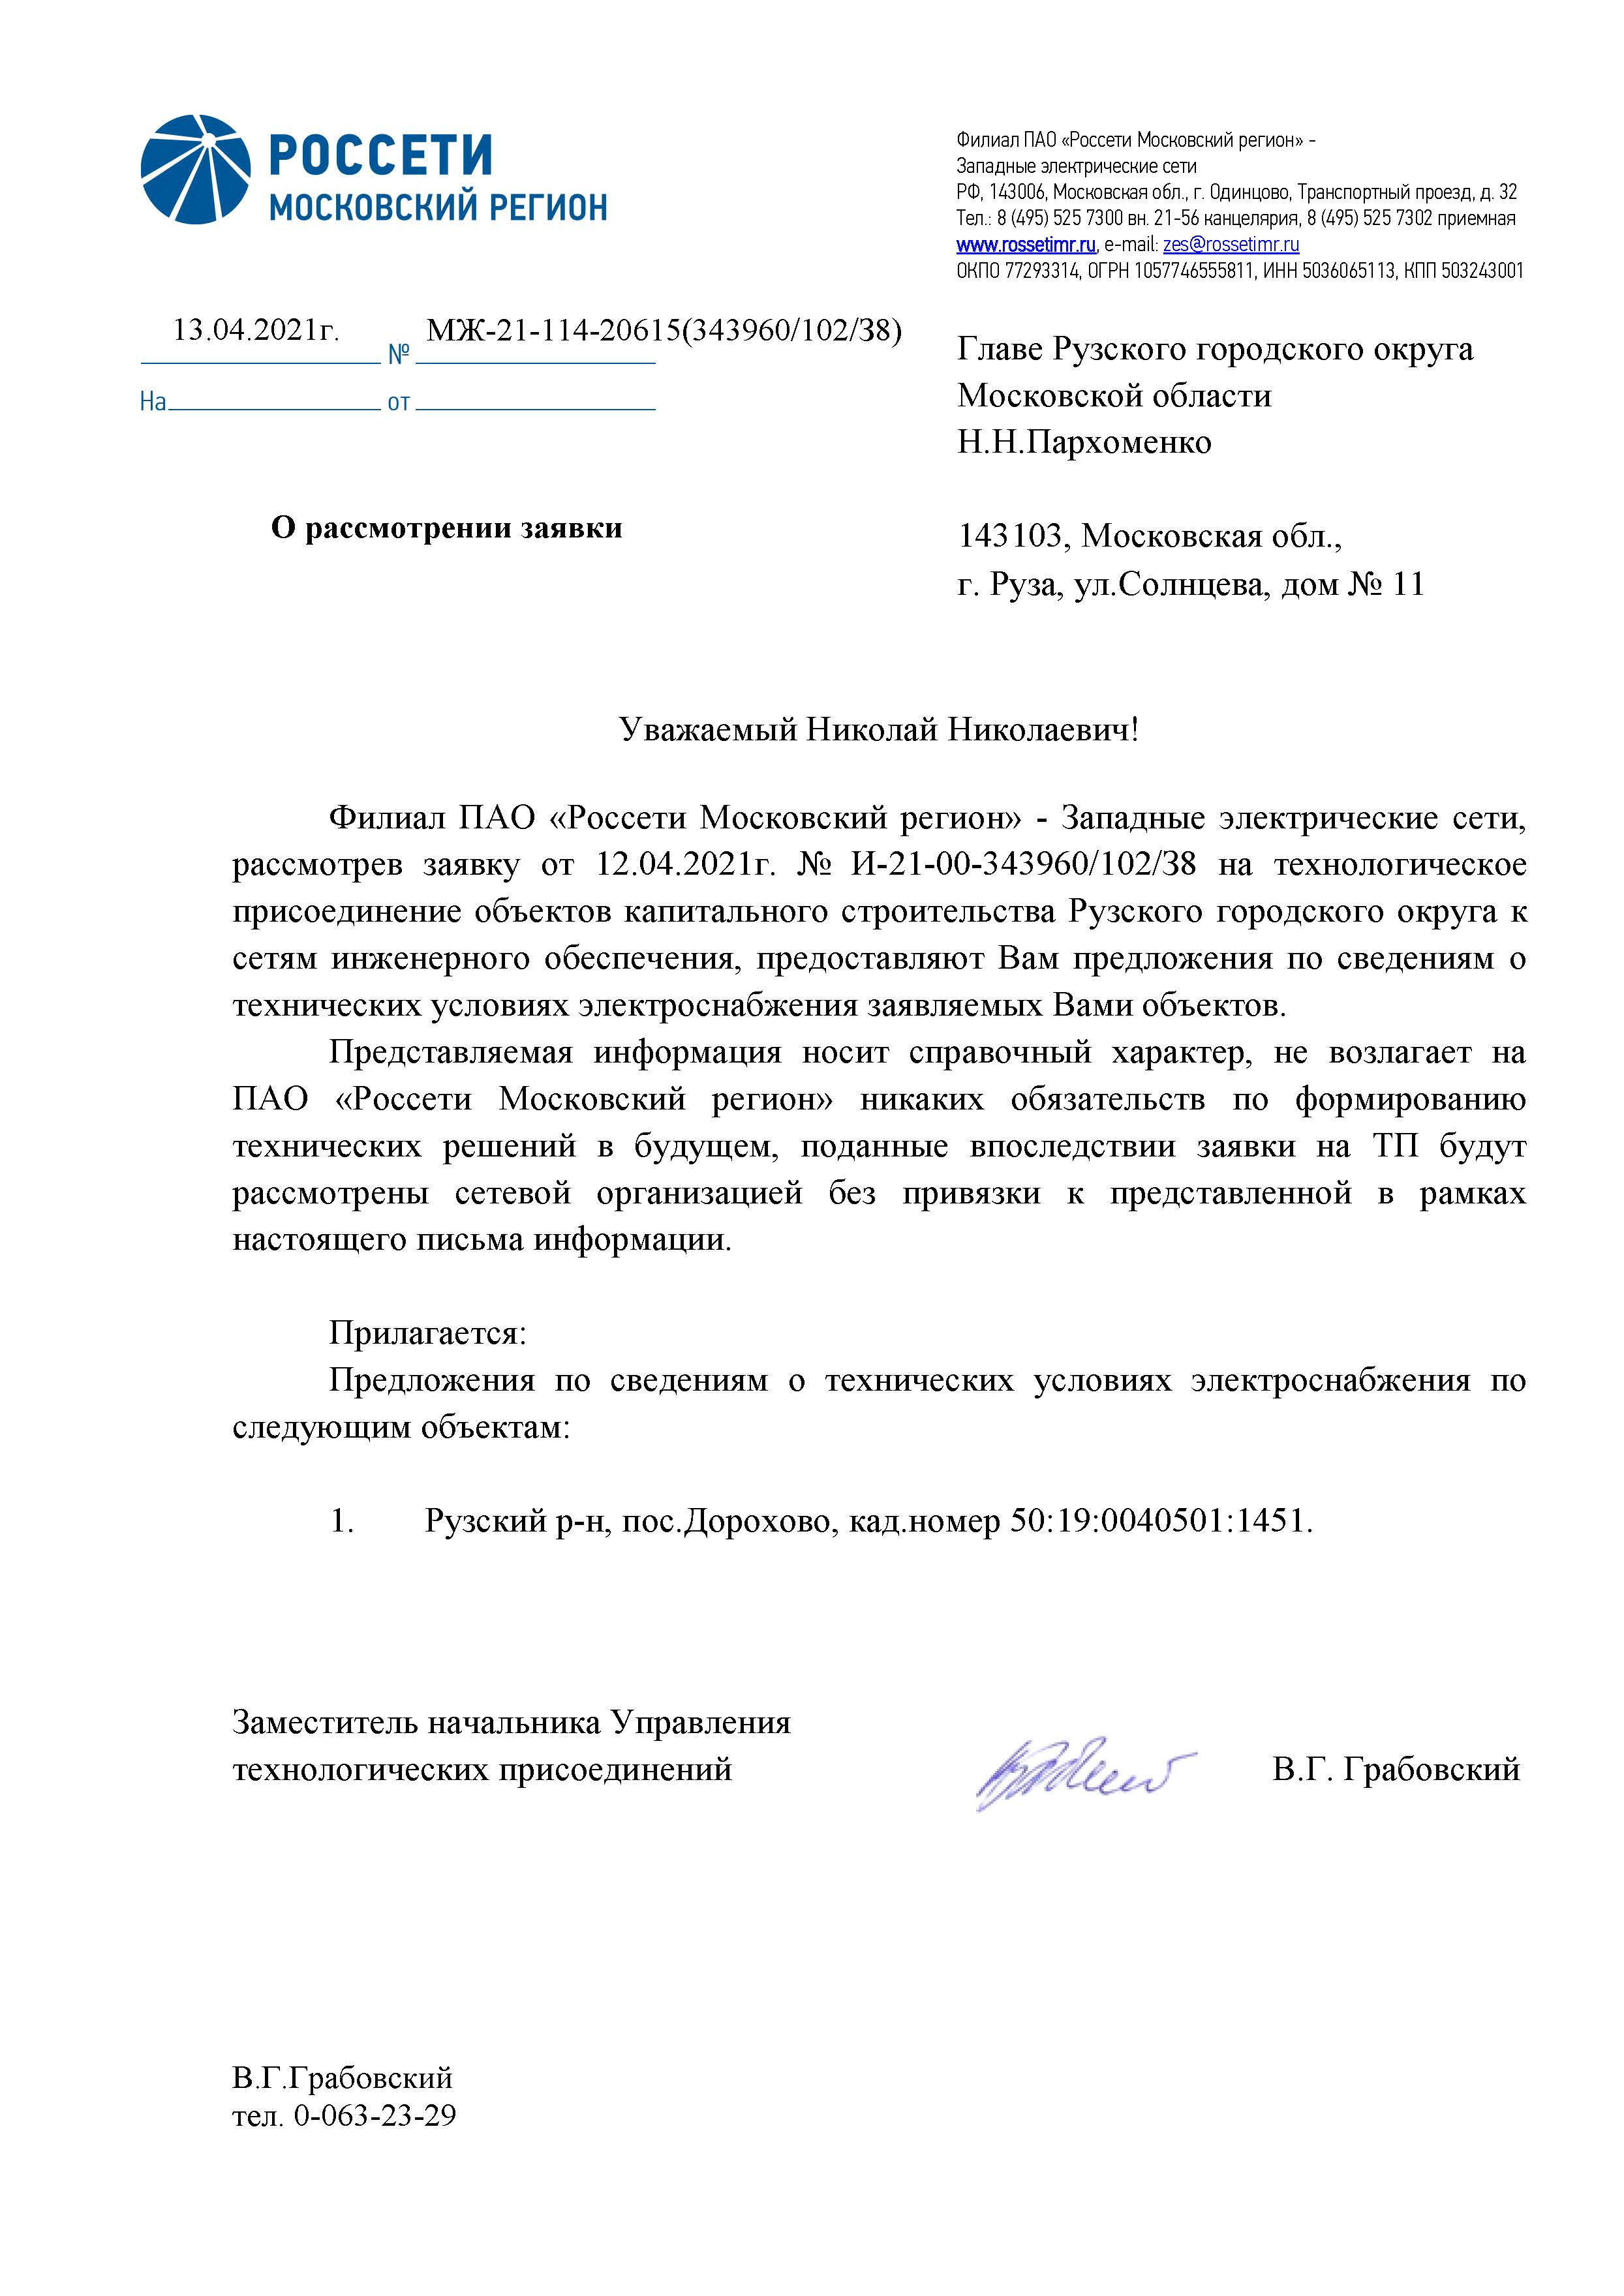 РОССЕТИ
МОСКОВСКИЙ РЕГИОН
Филиал ПАО «Россети Московский регион» -
Западные электрические сети
РФ, 143006, Московская обл., г. Одинцово, Транспортный проезд, д. 32
Тел.: 8 (495) 525 7300 вн. 21-56 канцелярия, 8 (495) 525 7302 приемная
www.rossetimr.ru, e-mail: zes@rossetimr.ru
ОКПО 77293314, ОГРН 1057746555811, ИНН 5036065113, КПП 503243001
13.04.2021г. № МЖ-21-114-20615(343960/102/З8)
На от
Главе Рузского городского округа
Московской области
Н.Н.Пархоменко
О рассмотрении заявки
143103, Московская обл.,
г. Руза, ул.Солнцева, дом № 11
Уважаемый Николай Николаевич!
Филиал ПАО «Россети Московский регион» - Западные электрические сети,
рассмотрев заявку от 12.04.2021г. № И-21-00-343960/102/З8 на технологическое
присоединение объектов капитального строительства Рузского городского округа к
сетям инженерного обеспечения, предоставляют Вам предложения по сведениям о
технических условиях электроснабжения заявляемых Вами объектов.
Представляемая информация носит справочный характер, не возлагает на
ПАО «Россети Московский регион» никаких обязательств по формированию
технических решений в будущем, поданные впоследствии заявки на ТП будут
рассмотрены сетевой организацией без привязки к представленной в рамках
настоящего письма информации.
Прилагается:
Предложения по сведениям о технических условиях электроснабжения по
следующим объектам:
1. Рузский р-н, пос.Дорохово, кад.номер 50:19:0040501:1451.
Заместитель начальника Управления
технологических присоединений В.Г. Грабовский
В.Г.Грабовский
тел. 0-063-23-29